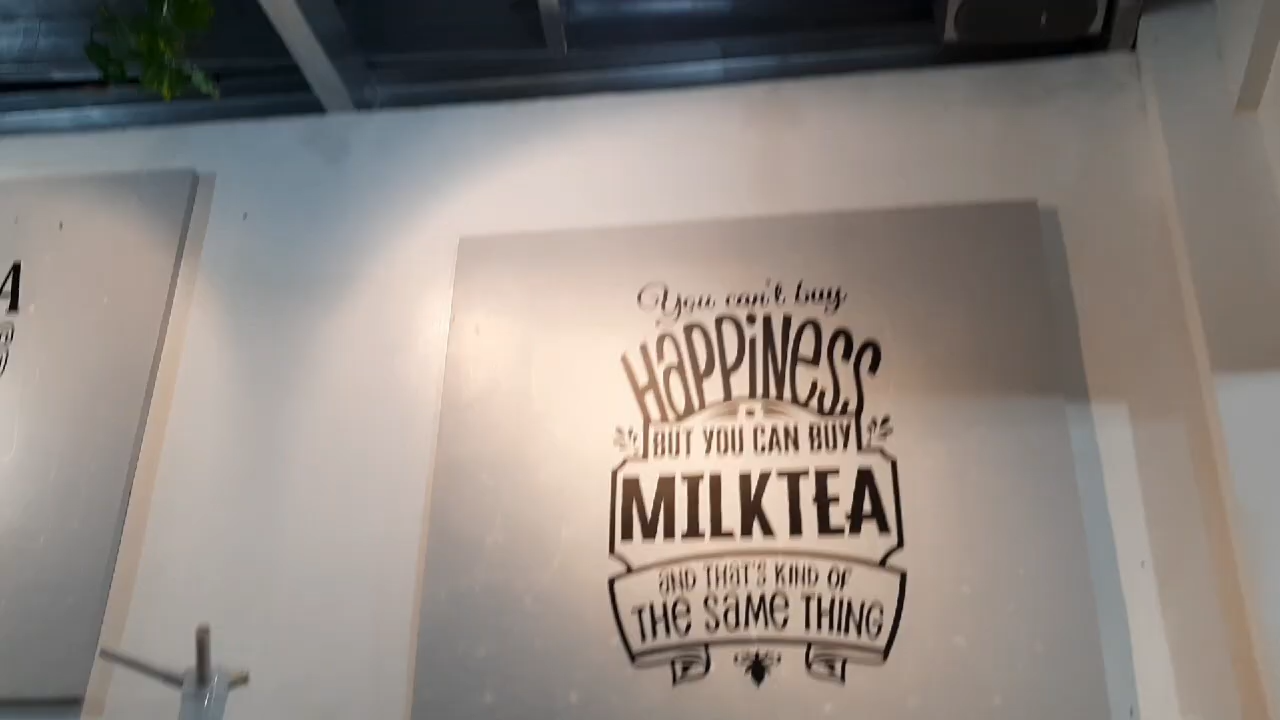 You can't buy
HaPPiNeSS
BUT YOU CAN BUY
MILKTEA
aND THaT'S KIND OF
THe SaMe THING
A